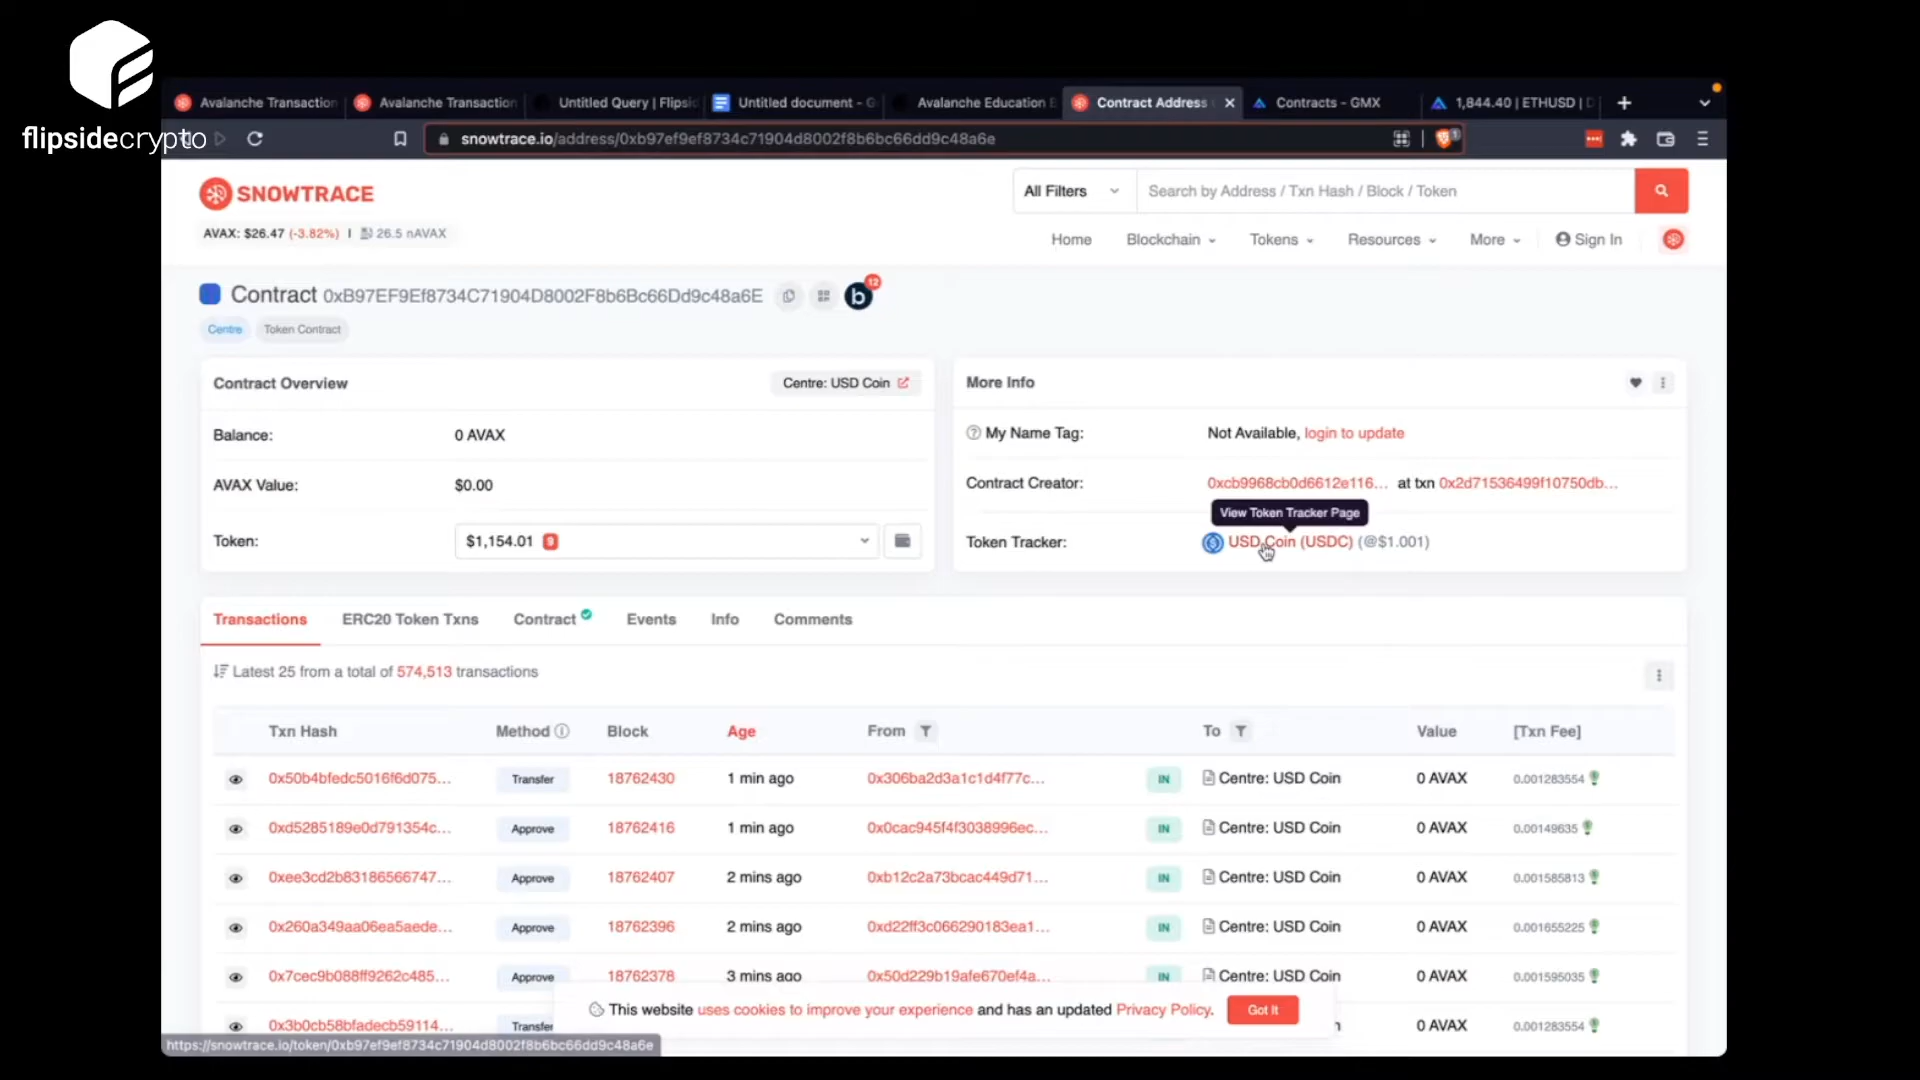 flipsidecrypto
Avalanche Transaction
Avalanche Transaction
Untitled Query | Flipsi
Untitled document - G
Avalanche Education
Contract Address
Contracts - GMX
1,844.40 | ETHUSD |
snowtrace.io/address/0xb97ef9ef8734c71904d8002f8b6bc66dd9c48a6e
SNOWTRACE
All Filters
Search by Address / Txn Hash / Block / Token
AVAX: $26.47 (-3.82%) | 26.5 nAVAX
Home
Blockchain
Tokens
Resources
More
Sign In
Contract 0xB97EF9Ef8734C71904D8002F8b6Bc66Dd9c48a6E
b
12
Centre
Token Contract
Contract Overview
Centre: USD Coin
More Info
Balance:
0 AVAX
My Name Tag:
Not Available, login to update
AVAX Value:
$0.00
Contract Creator:
0xcb9968cb0d6612e116... at txn 0x2d71536499f10750db...
View Token Tracker Page
Token:
$1,154.01 9
Token Tracker:
USD Coin (USDC) (@$1.001)
Transactions
ERC20 Token Txns
Contract
Events
Info
Comments
Latest 25 from a total of 574,513 transactions
Txn Hash
Method
Block
Age
From
To
Value
[Txn Fee]
0x50b4bfedc5016f6d075... Transfer 18762430 1 min ago 0x306ba2d3a1c1d4f77c... IN Centre: USD Coin 0 AVAX 0.001283554
0xd5285189e0d791354c... Approve 18762416 1 min ago 0x0cac945f4f3038996ec... IN Centre: USD Coin 0 AVAX 0.00149635
0xee3cd2b83186566747... Approve 18762407 2 mins ago 0xb12c2a73bcac449d71... IN Centre: USD Coin 0 AVAX 0.001585813
0x260a349aa06ea5aede... Approve 18762396 2 mins ago 0xd22ff3c066290183ea1... IN Centre: USD Coin 0 AVAX 0.001655225
0x7cec9b088ff9262c485... Approve 18762378 3 mins ago 0x50d229b19afe670ef4a... IN Centre: USD Coin 0 AVAX 0.001595035
0x3b0cb58bfadecb59114... Transfer 0 AVAX 0.001283554
This website uses cookies to improve your experience and has an updated Privacy Policy. Got It
https://snowtrace.io/token/0xb97ef9ef8734c71904d8002f8b6bc66dd9c48a6e